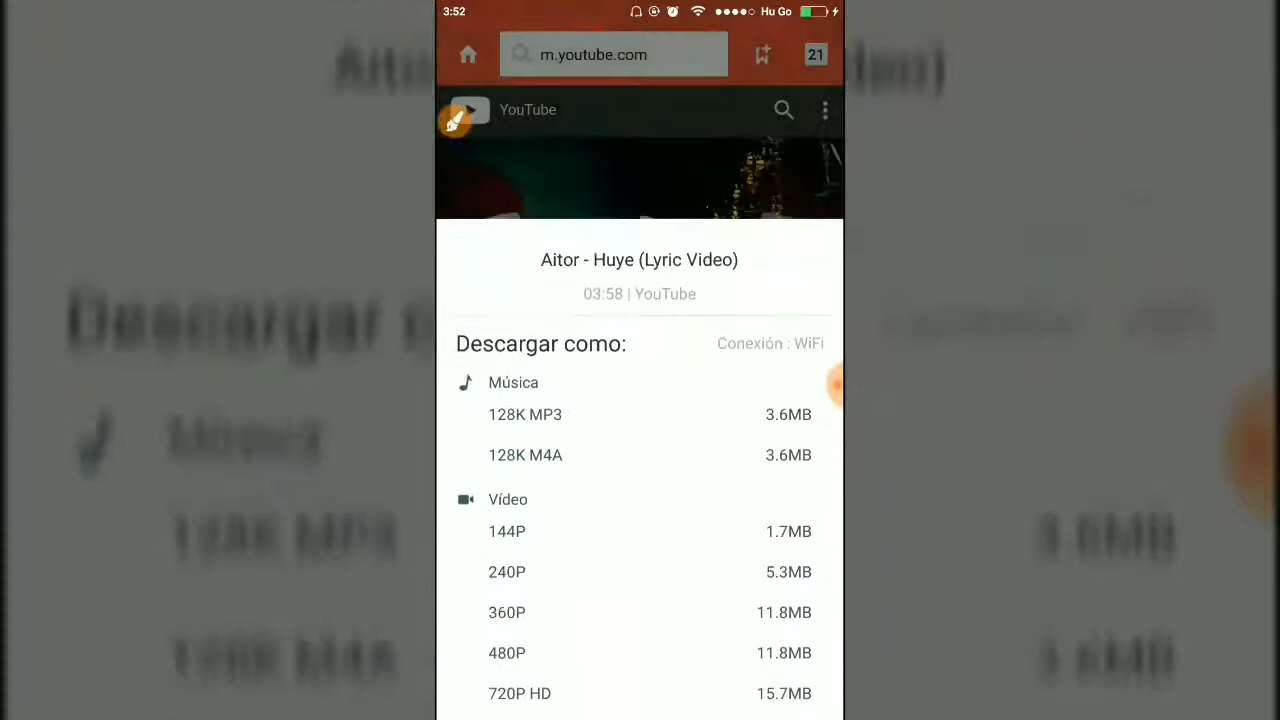 3:52 Hu Go
m.youtube.com 21
YouTube
Aitor - Huye (Lyric Video)
03:58 | YouTube
Descargar como: Conexión : WiFi
Música
128K MP3 3.6MB
128K M4A 3.6MB
Vídeo
144P 1.7MB
240P 5.3MB
360P 11.8MB
480P 11.8MB
720P HD 15.7MB